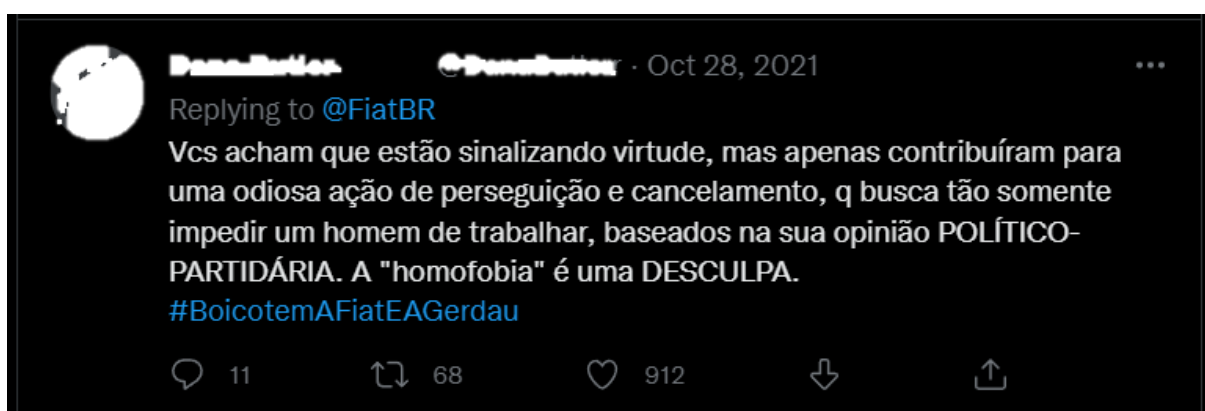 · Oct 28, 2021
Replying to @FiatBR
Vcs acham que estão sinalizando virtude, mas apenas contribuíram para
uma odiosa ação de perseguição e cancelamento, q busca tão somente
impedir um homem de trabalhar, baseados na sua opinião POLÍTICO-
PARTIDÁRIA. A "homofobia" é uma DESCULPA.
#BoicotemAFiatEAGerdau
11 68 912